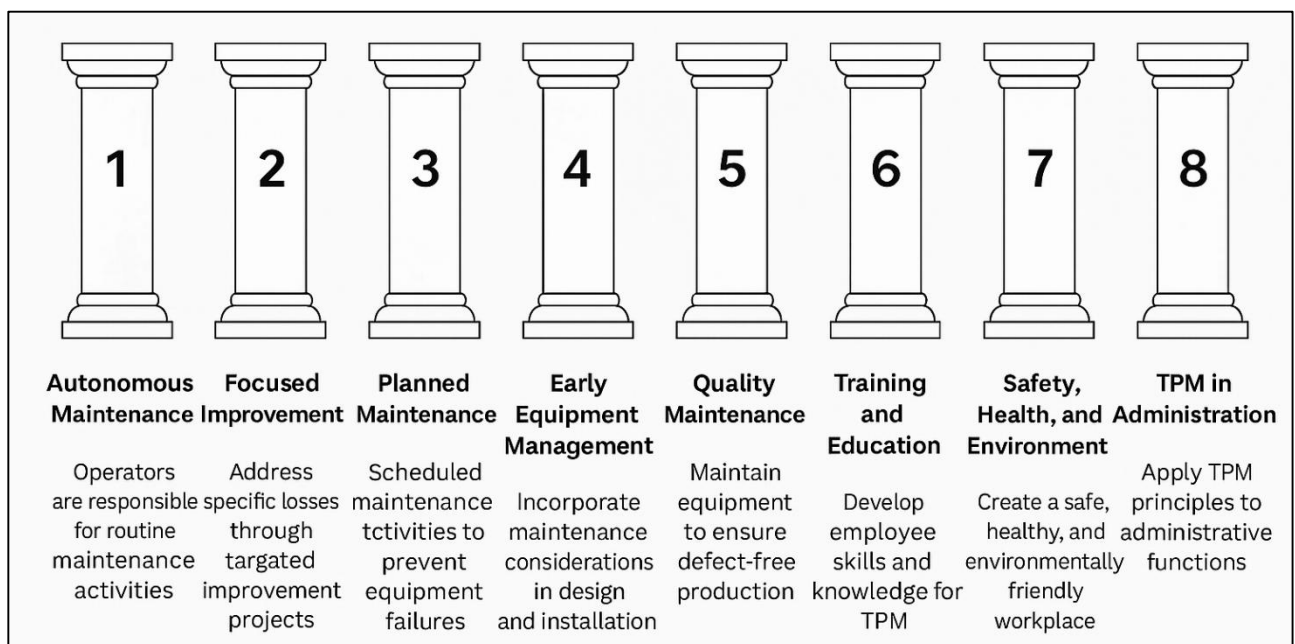 1
2
3
4
5
6
7
8
Autonomous
Maintenance
Operators
are responsible
for routine
maintenance
activities
Focused
Improvement
Address
specific losses
through
targeted
improvement
projects
Planned
Maintenance
Scheduled
maintenance
tctivities to
prevent
equipment
failures
Early
Equipment
Management
Incorporate
maintenance
considerations
in design
and installation
Quality
Maintenance
Maintain
equipment
to ensure
defect-free
production
Training
and
Education
Develop
employee
skills and
knowledge for
TPM
Safety,
Health, and
Environment
Create a safe,
healthy, and
environmentally
friendly
workplace
TPM in
Administration
Apply TPM
principles to
administrative
functions